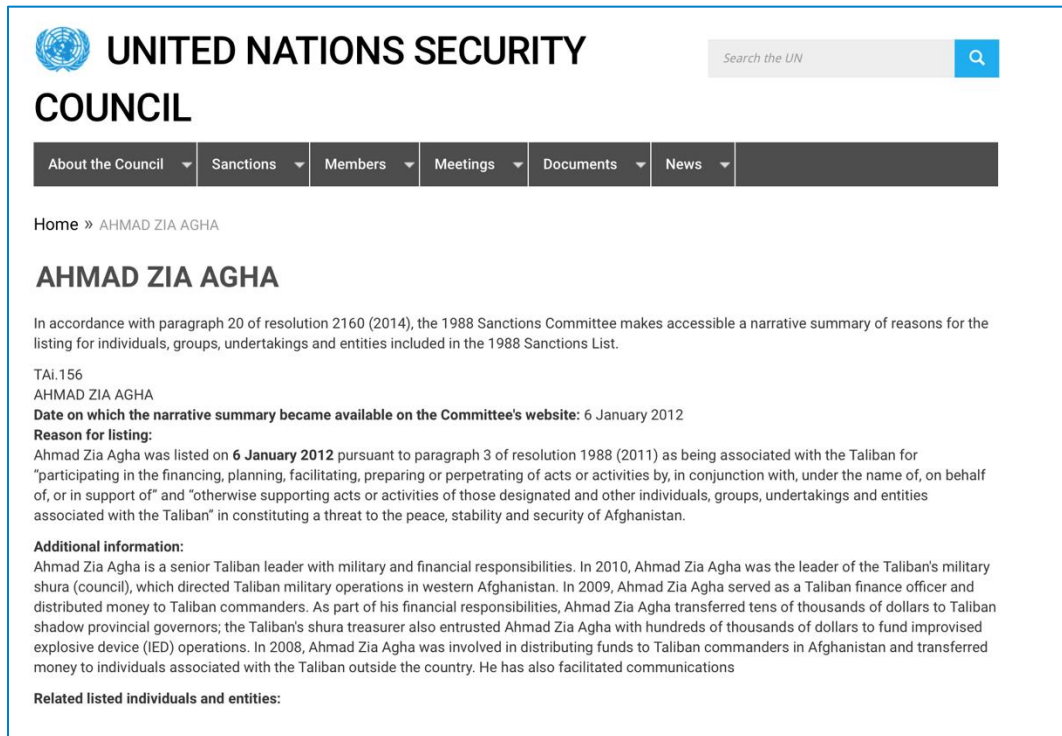 UNITED NATIONS SECURITY
COUNCIL
Search the UN
About the Council Sanctions Members Meetings Documents News
Home » AHMAD ZIA AGHA
AHMAD ZIA AGHA
In accordance with paragraph 20 of resolution 2160 (2014), the 1988 Sanctions Committee makes accessible a narrative summary of reasons for the
listing for individuals, groups, undertakings and entities included in the 1988 Sanctions List.
TAi.156
AHMAD ZIA AGHA
Date on which the narrative summary became available on the Committee's website: 6 January 2012
Reason for listing:
Ahmad Zia Agha was listed on 6 January 2012 pursuant to paragraph 3 of resolution 1988 (2011) as being associated with the Taliban for
“participating in the financing, planning, facilitating, preparing or perpetrating of acts or activities by, in conjunction with, under the name of, on behalf
of, or in support of” and “otherwise supporting acts or activities of those designated and other individuals, groups, undertakings and entities
associated with the Taliban” in constituting a threat to the peace, stability and security of Afghanistan.
Additional information:
Ahmad Zia Agha is a senior Taliban leader with military and financial responsibilities. In 2010, Ahmad Zia Agha was the leader of the Taliban's military
shura (council), which directed Taliban military operations in western Afghanistan. In 2009, Ahmad Zia Agha served as a Taliban finance officer and
distributed money to Taliban commanders. As part of his financial responsibilities, Ahmad Zia Agha transferred tens of thousands of dollars to Taliban
shadow provincial governors; the Taliban's shura treasurer also entrusted Ahmad Zia Agha with hundreds of thousands of dollars to fund improvised
explosive device (IED) operations. In 2008, Ahmad Zia Agha was involved in distributing funds to Taliban commanders in Afghanistan and transferred
money to individuals associated with the Taliban outside the country. He has also facilitated communications
Related listed individuals and entities: